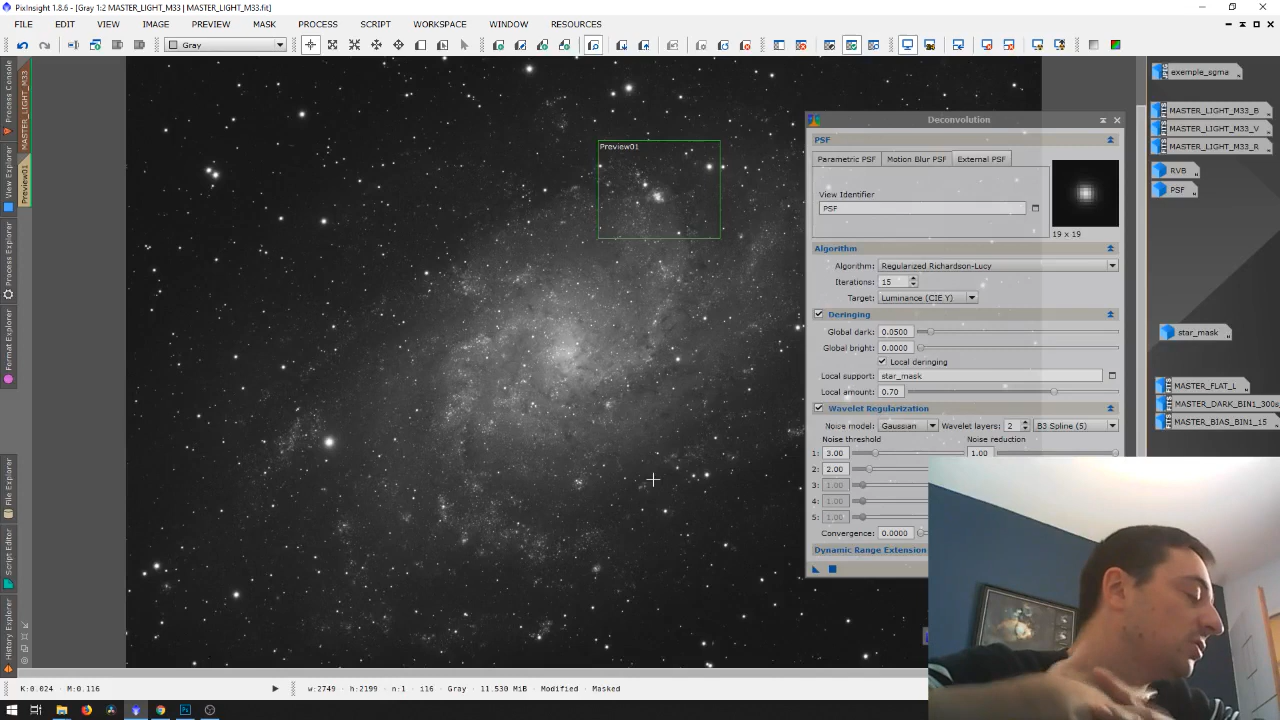 PixInsight 1.8.6 - [Gray 1:2 MASTER_LIGHT_M33 | MASTER_LIGHT_M33.fit]
FILE EDIT VIEW IMAGE PREVIEW MASK PROCESS SCRIPT WORKSPACE WINDOW RESOURCES
Gray
Process Console
View Explorer
Process Explorer
Format Explorer
File Explorer
Script Editor
History Explorer
MASTER_LIGHT_M33
Preview01
Preview01
Deconvolution
PSF
Parametric PSF Motion Blur PSF External PSF
View Identifier
PSF
19 x 19
Algorithm
Algorithm: Regularized Richardson-Lucy
Iterations: 15
Target: Luminance (CIE Y)
Deringing
Global dark: 0.0500
Global bright: 0.0000
Local deringing
Local support: star_mask
Local amount: 0.70
Wavelet Regularization
Noise model: Gaussian Wavelet layers: 2 B3 Spline (5)
Noise threshold Noise reduction
1: 3.00 1.00
2: 2.00
3: 1.00
4: 1.00
5: 1.00
Convergence: 0.0000
Dynamic Range Extension
exemple_sgma
MASTER_LIGHT_M33_B
MASTER_LIGHT_M33_V
MASTER_LIGHT_M33_R
RVB
PSF
star_mask
MASTER_FLAT_L
MASTER_DARK_BIN1_300s
MASTER_BIAS_BIN1_15
K:0.024 M:0.116 w:2749 h:2199 n:1 i16 Gray 11.530 MiB Modified Masked